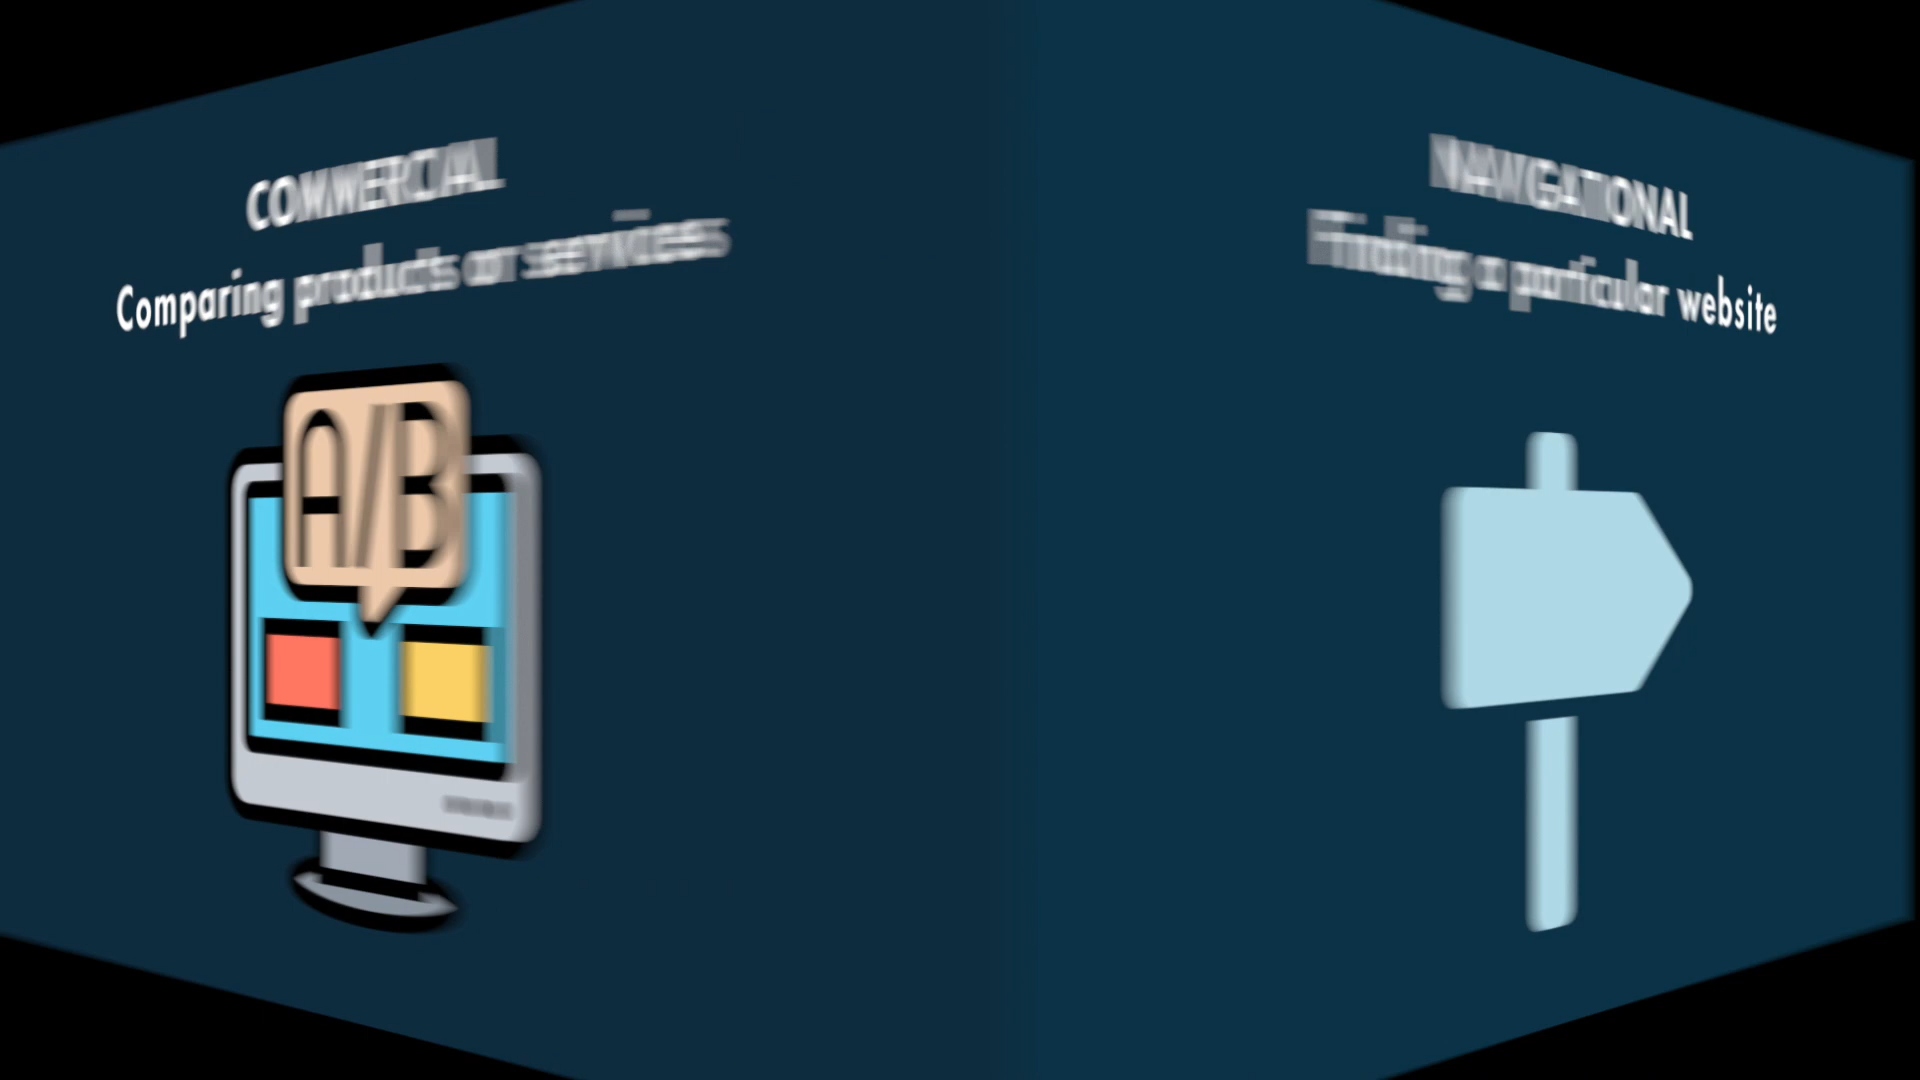 COMMERCIAL
Comparing products or services
A/B
NAVIGATIONAL
Finding a particular website